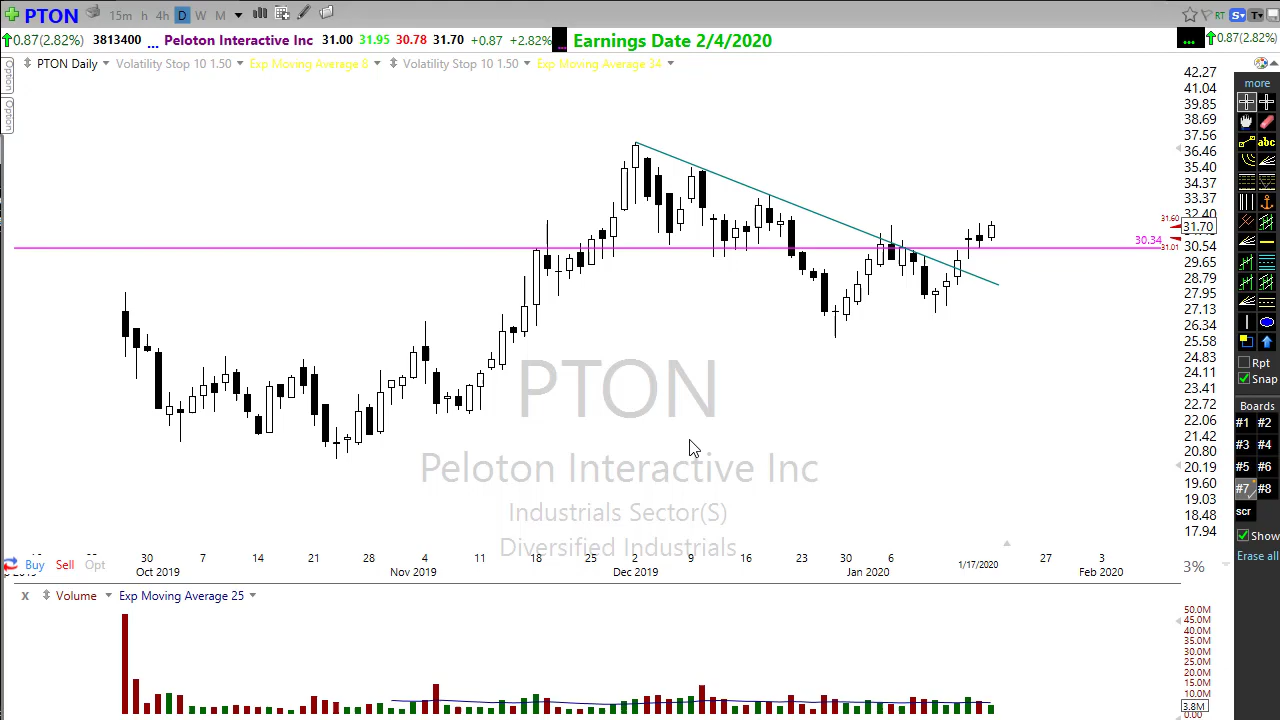 PTON 15m h 4h D W M RT S T
0.87(2.82%) 3813400 ... Peloton Interactive Inc 31.00 31.95 30.78 31.70 +0.87 +2.82% ... Earnings Date 2/4/2020 ... 0.87(2.82%)
PTON Daily Volatility Stop 10 1.50 Exp Moving Average 8 Volatility Stop 10 1.50 Exp Moving Average 34
Option
Option
42.27
41.04
39.85
38.69
37.56
36.46
35.40
34.37
33.37
32.40
31.60
31.70
30.34
31.01
30.54
29.65
28.79
27.95
27.13
26.34
25.58
24.83
24.11
23.41
22.72
22.06
21.42
20.80
20.19
19.60
19.03
18.48
17.94
more
abc
Rpt
Snap
Boards
#1 #2
#3 #4
#5 #6
#7 #8
scr
Show
Erase all
PTON
Peloton Interactive Inc
Industrials Sector(S)
Diversified Industrials
30 7 14 21 28 4 11 18 25 2 9 16 23 30 6 1/17/2020 27 3
Oct 2019 Nov 2019 Dec 2019 Jan 2020 Feb 2020
Buy Sell Opt
3%
x Volume Exp Moving Average 25
50.0M
45.0M
40.0M
35.0M
30.0M
25.0M
20.0M
15.0M
10.0M
3.8M
0.00